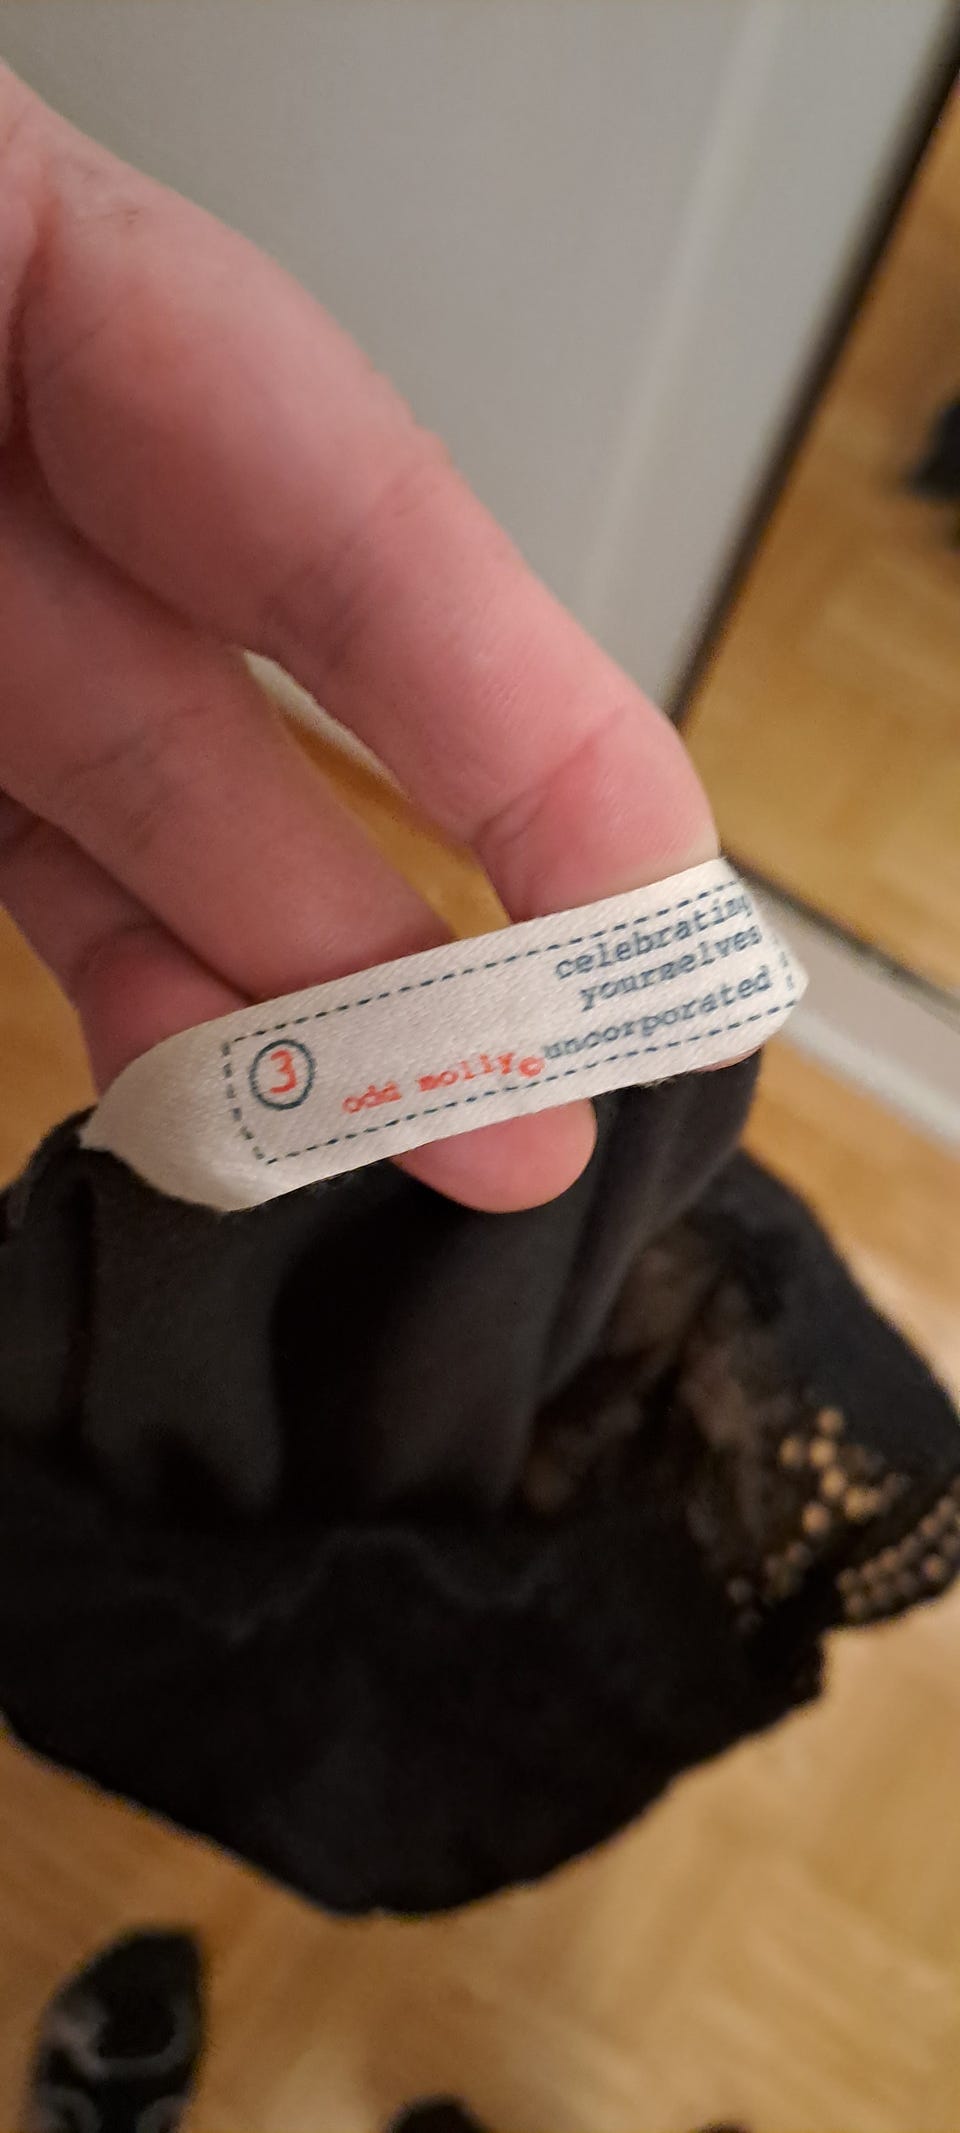 celebrating
yourselves
uncorporated
3
odd molly©